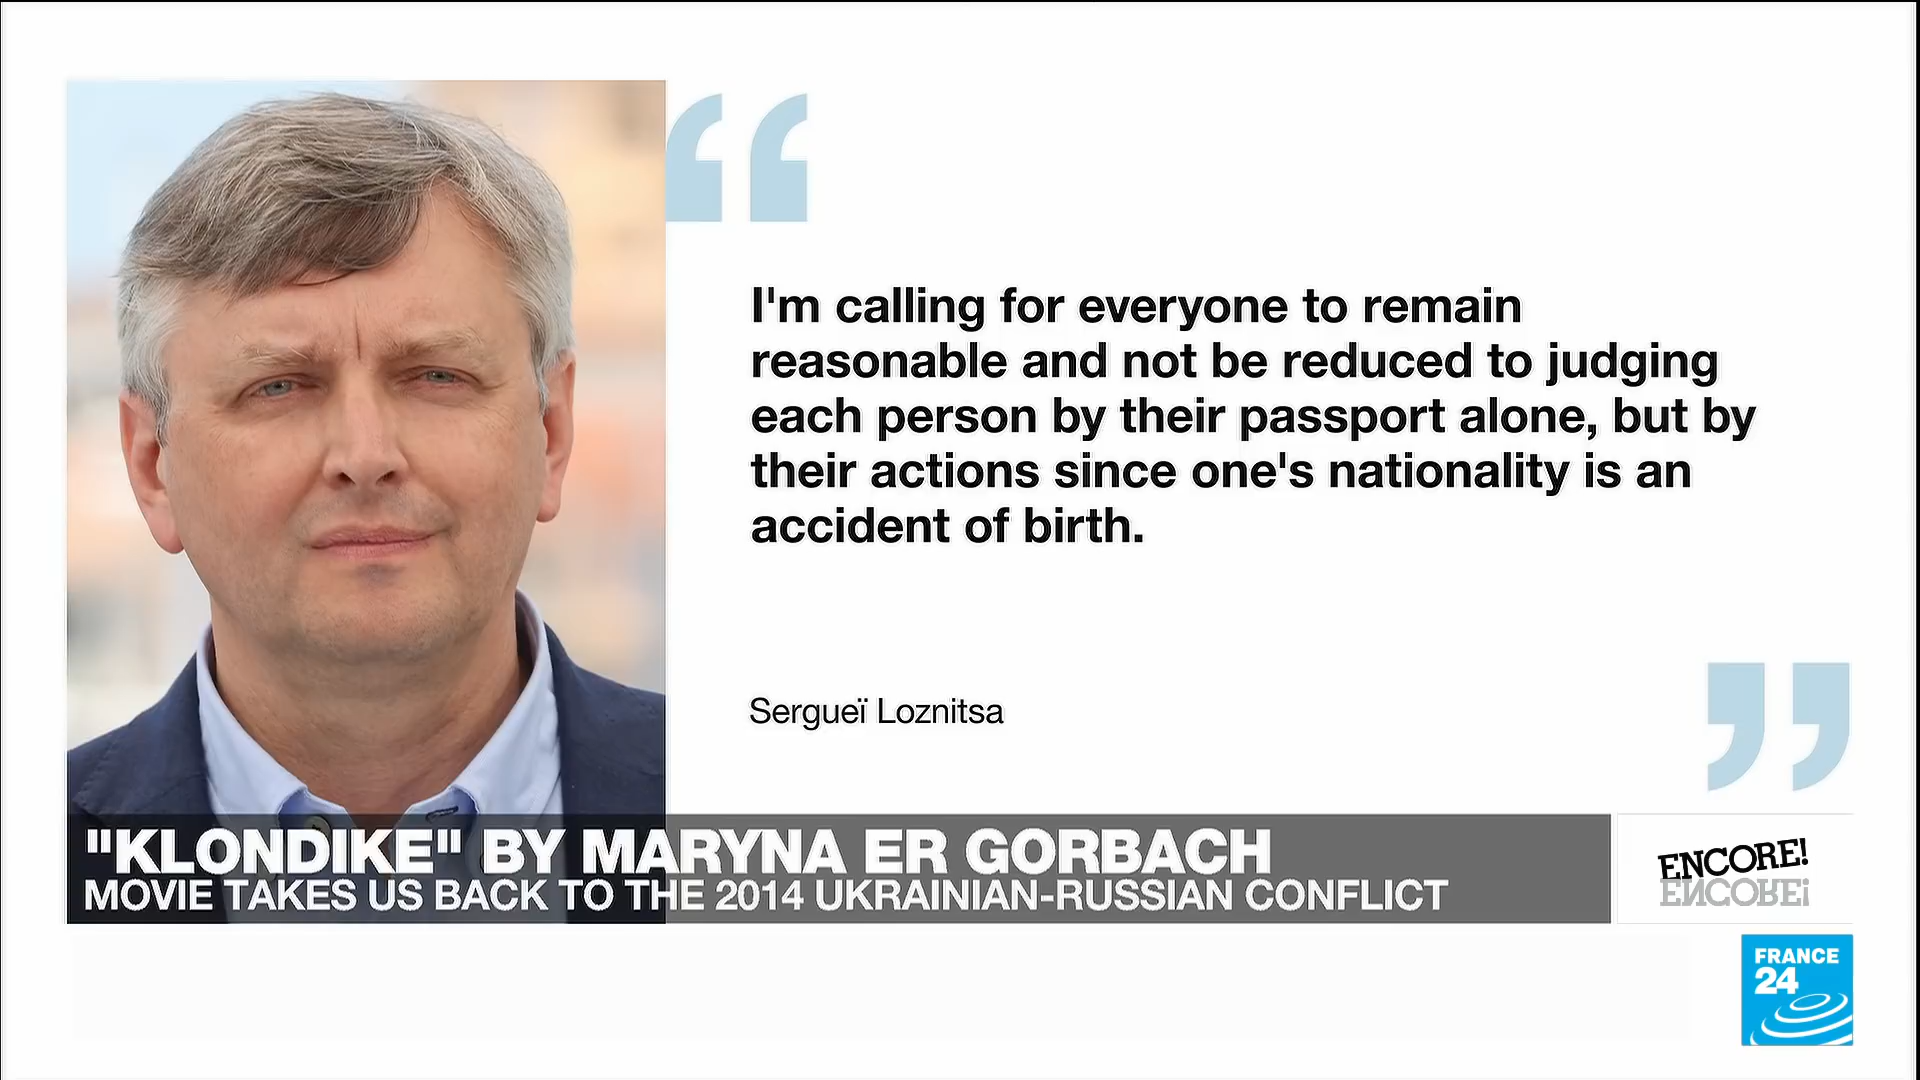 I'm calling for everyone to remain
reasonable and not be reduced to judging
each person by their passport alone, but by
their actions since one's nationality is an
accident of birth.
Sergueï Loznitsa
"KLONDIKE" BY MARYNA ER GORBACH
MOVIE TAKES US BACK TO THE 2014 UKRAINIAN-RUSSIAN CONFLICT
ENCORE!
FRANCE
24